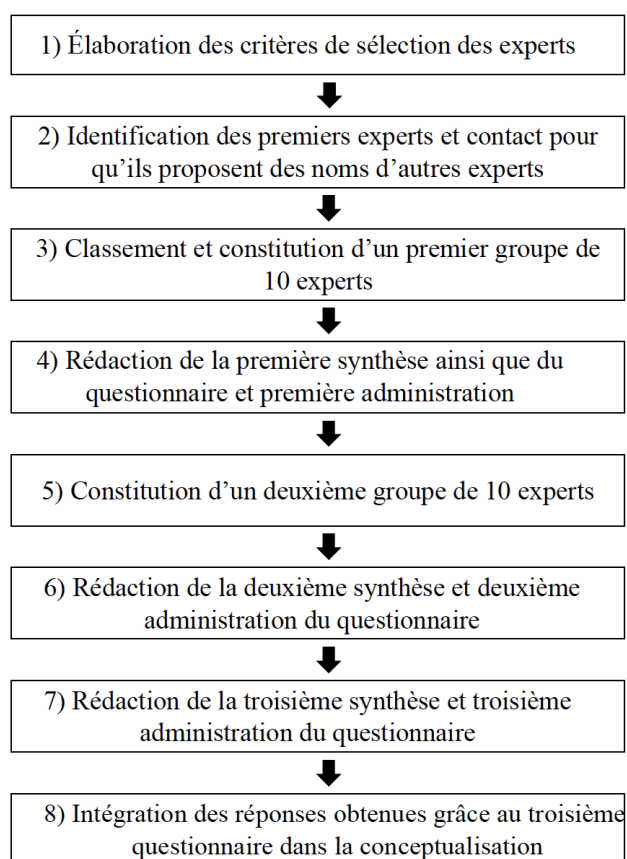 1) Élaboration des critères de sélection des experts
2) Identification des premiers experts et contact pour
qu’ils proposent des noms d’autres experts
3) Classement et constitution d’un premier groupe de
10 experts
4) Rédaction de la première synthèse ainsi que du
questionnaire et première administration
5) Constitution d’un deuxième groupe de 10 experts
6) Rédaction de la deuxième synthèse et deuxième
administration du questionnaire
7) Rédaction de la troisième synthèse et troisième
administration du questionnaire
8) Intégration des réponses obtenues grâce au troisième
questionnaire dans la conceptualisation